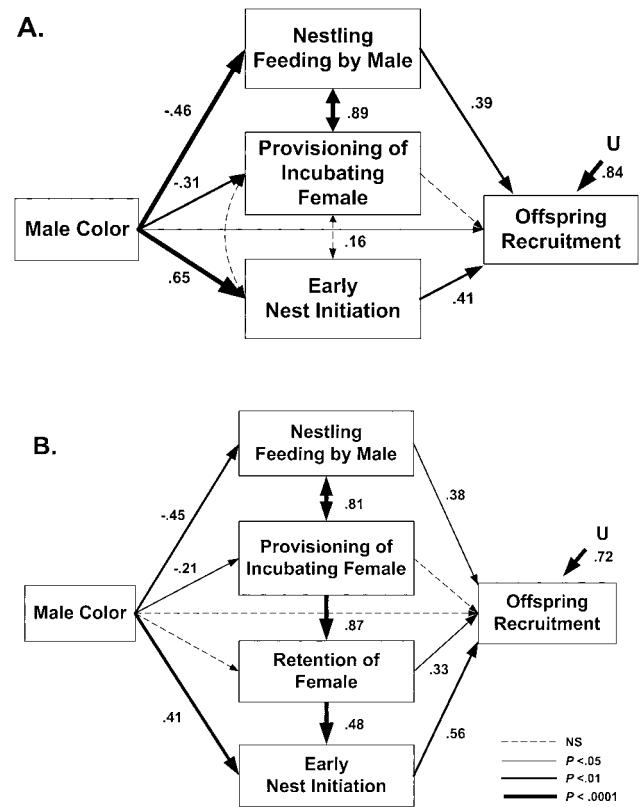 A.
Nestling
Feeding by Male
-.46
.39
.89
U
.84
Provisioning of
Incubating
Female
-.31
Male Color
Offspring
Recruitment
.16
.65
Early
Nest Initiation
.41
B.
Nestling
Feeding by Male
-.45
.38
.81
U
.72
Provisioning of
Incubating Female
-.21
Male Color
Offspring
Recruitment
.87
Retention of
Female
.33
.41
.48
.56
Early
Nest Initiation
NS
P <.05
P <.01
P < .0001